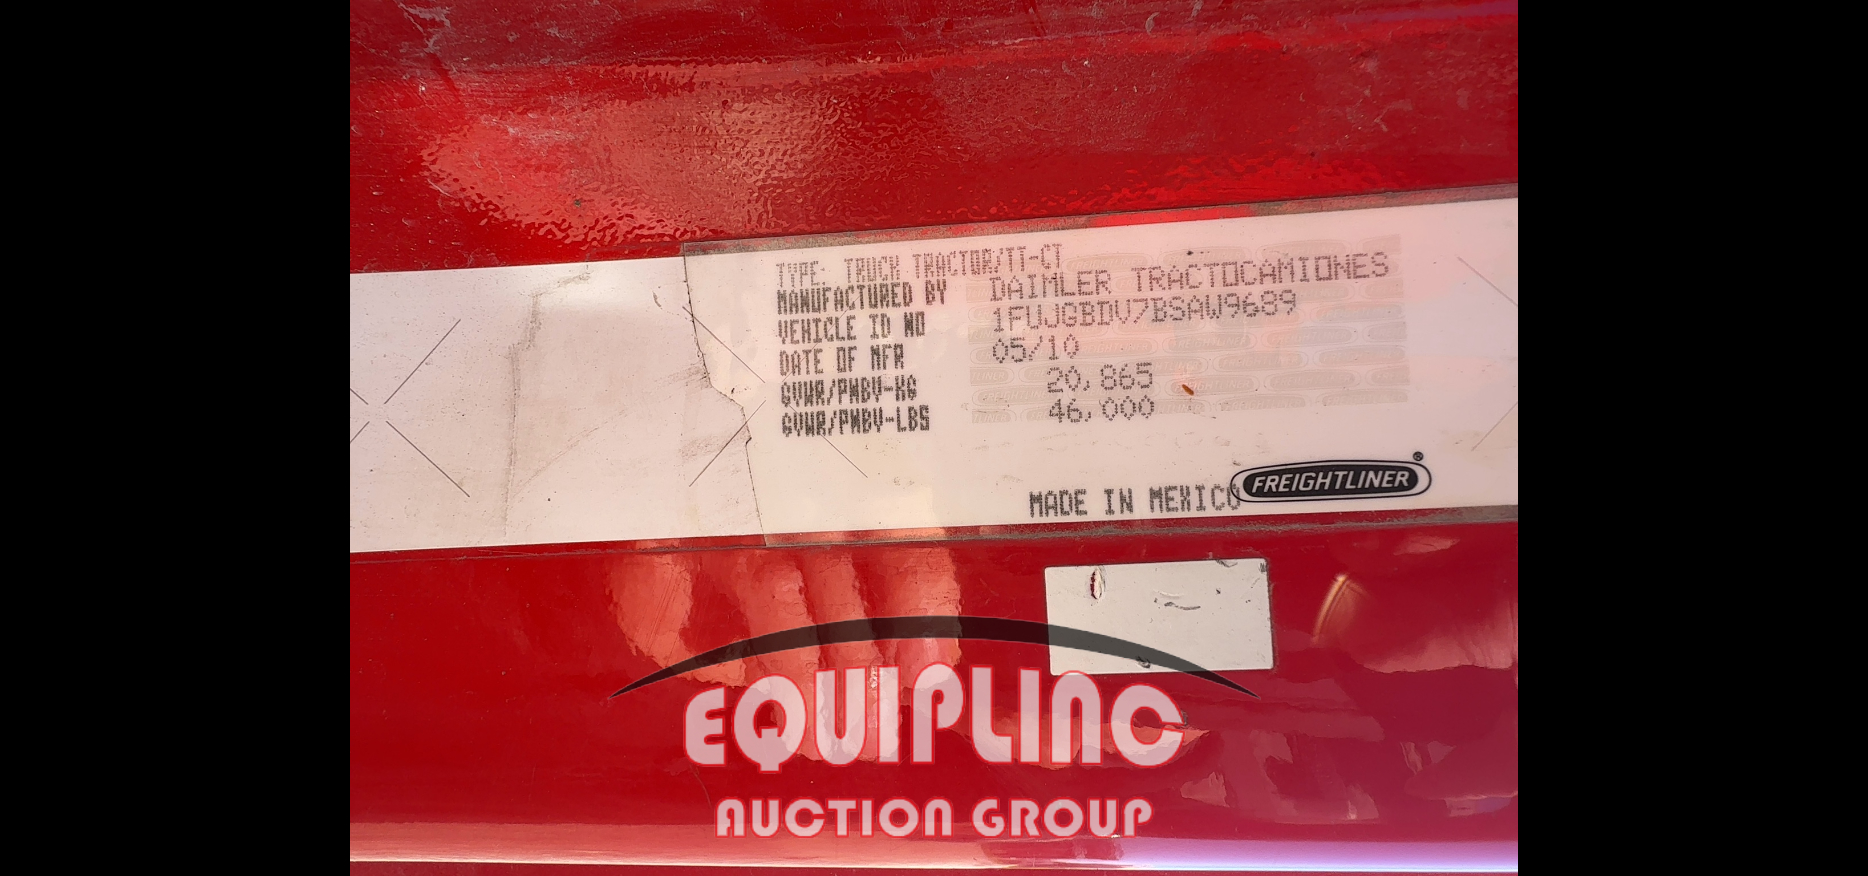 TYPE: TRUCK TRACTOR/TT-CT
MANUFACTURED BY DAIMLER TRACTOCAMIONES
VEHICLE ID NO 1FUJGBDV7BSAW9689
DATE OF MFR 05/10
GVWR/PNBV-KG 20,865
GVWR/PNBV-LBS 46,000
MADE IN MEXICO
FREIGHTLINER®
EQUIPLINC
AUCTION GROUP